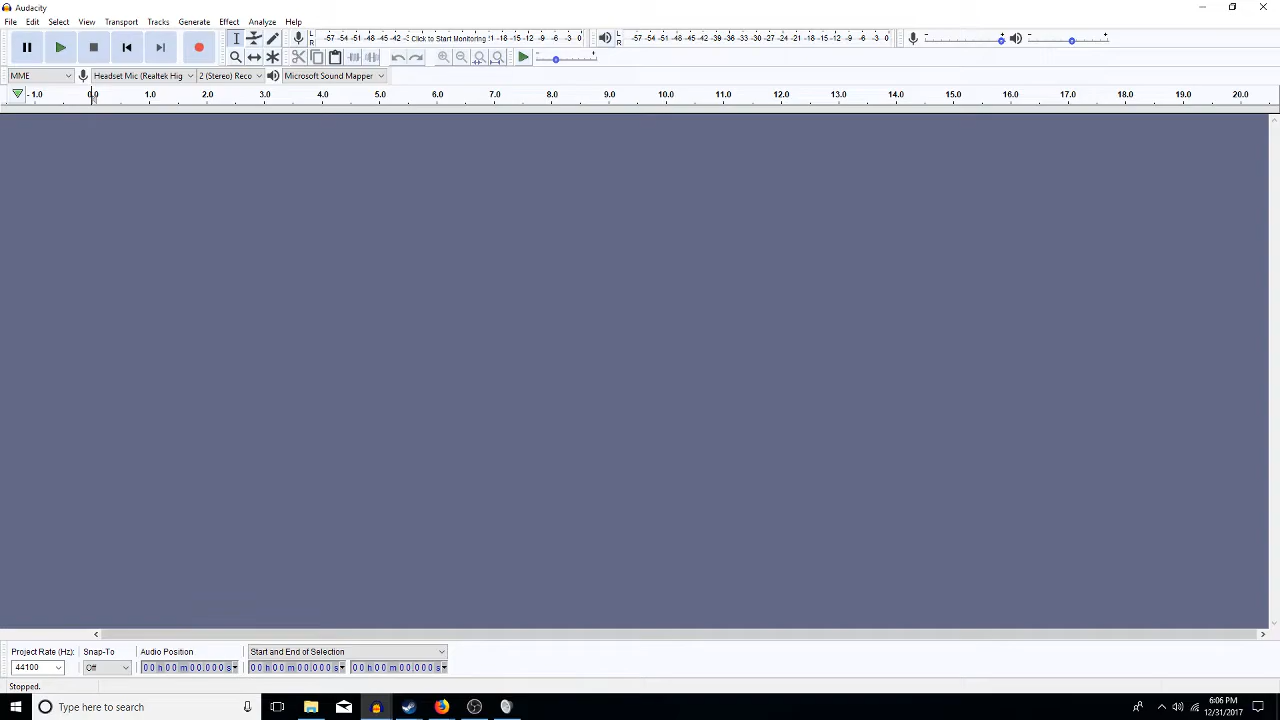 Audacity
File Edit Select View Transport Tracks Generate Effect Analyze Help
L R -57 -54 -51 -48 -45 -42 -3 Click to Start Monitoring 1 -18 -15 -12 -9 -6 -3 0 L R -57 -54 -51 -48 -45 -42 -39 -36 -33 -30 -27 -24 -21 -18 -15 -12 -9 -6 -3 0
MME Headset Mic (Realtek Hig 2 (Stereo) Reco Microsoft Sound Mapper
-1.0 0.0 1.0 2.0 3.0 4.0 5.0 6.0 7.0 8.0 9.0 10.0 11.0 12.0 13.0 14.0 15.0 16.0 17.0 18.0 19.0 20.0
Project Rate (Hz): Snap-To Audio Position Start and End of Selection
44100 Off 00 h 00 m 00.000 s 00 h 00 m 00.000 s 00 h 00 m 00.000 s
Stopped.
Type here to search
6:06 PM
12/31/2017